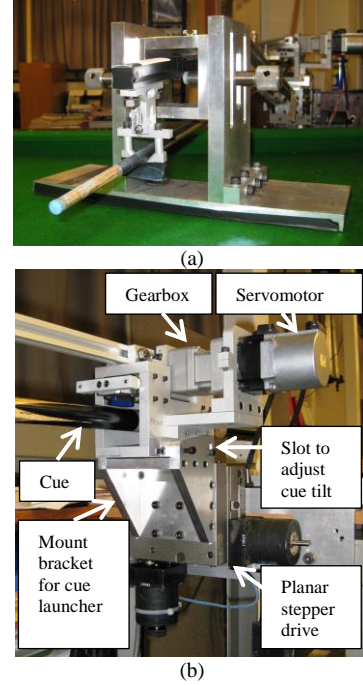 (a)
Gearbox
Servomotor
Cue
Slot to
adjust
cue tilt
Mount
bracket
for cue
launcher
Planar
stepper
drive
(b)